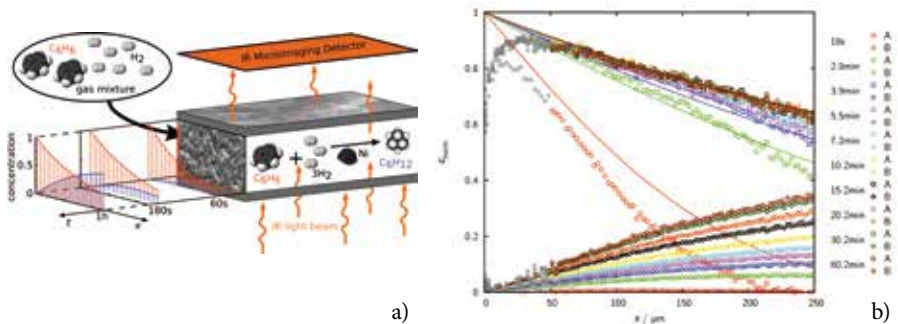 C6H6
H2
gas mixture
IR Microimaging Detector
concentration
1
0.5
0
C6H6
+
3H2
Ni
C6H12
t
1h
180s
x
60s
IR light beam
a)
1
0.8
0.6
0.4
0.2
0
0
50
100
150
200
250
x / µm
10s
A
B
2.0min
A
B
3.9min
A
B
5.5min
A
B
A
B
10.2min
A
B
15.2min
A
B
20.2min
A
B
30.2min
A
B
60.2min
A
B
b)